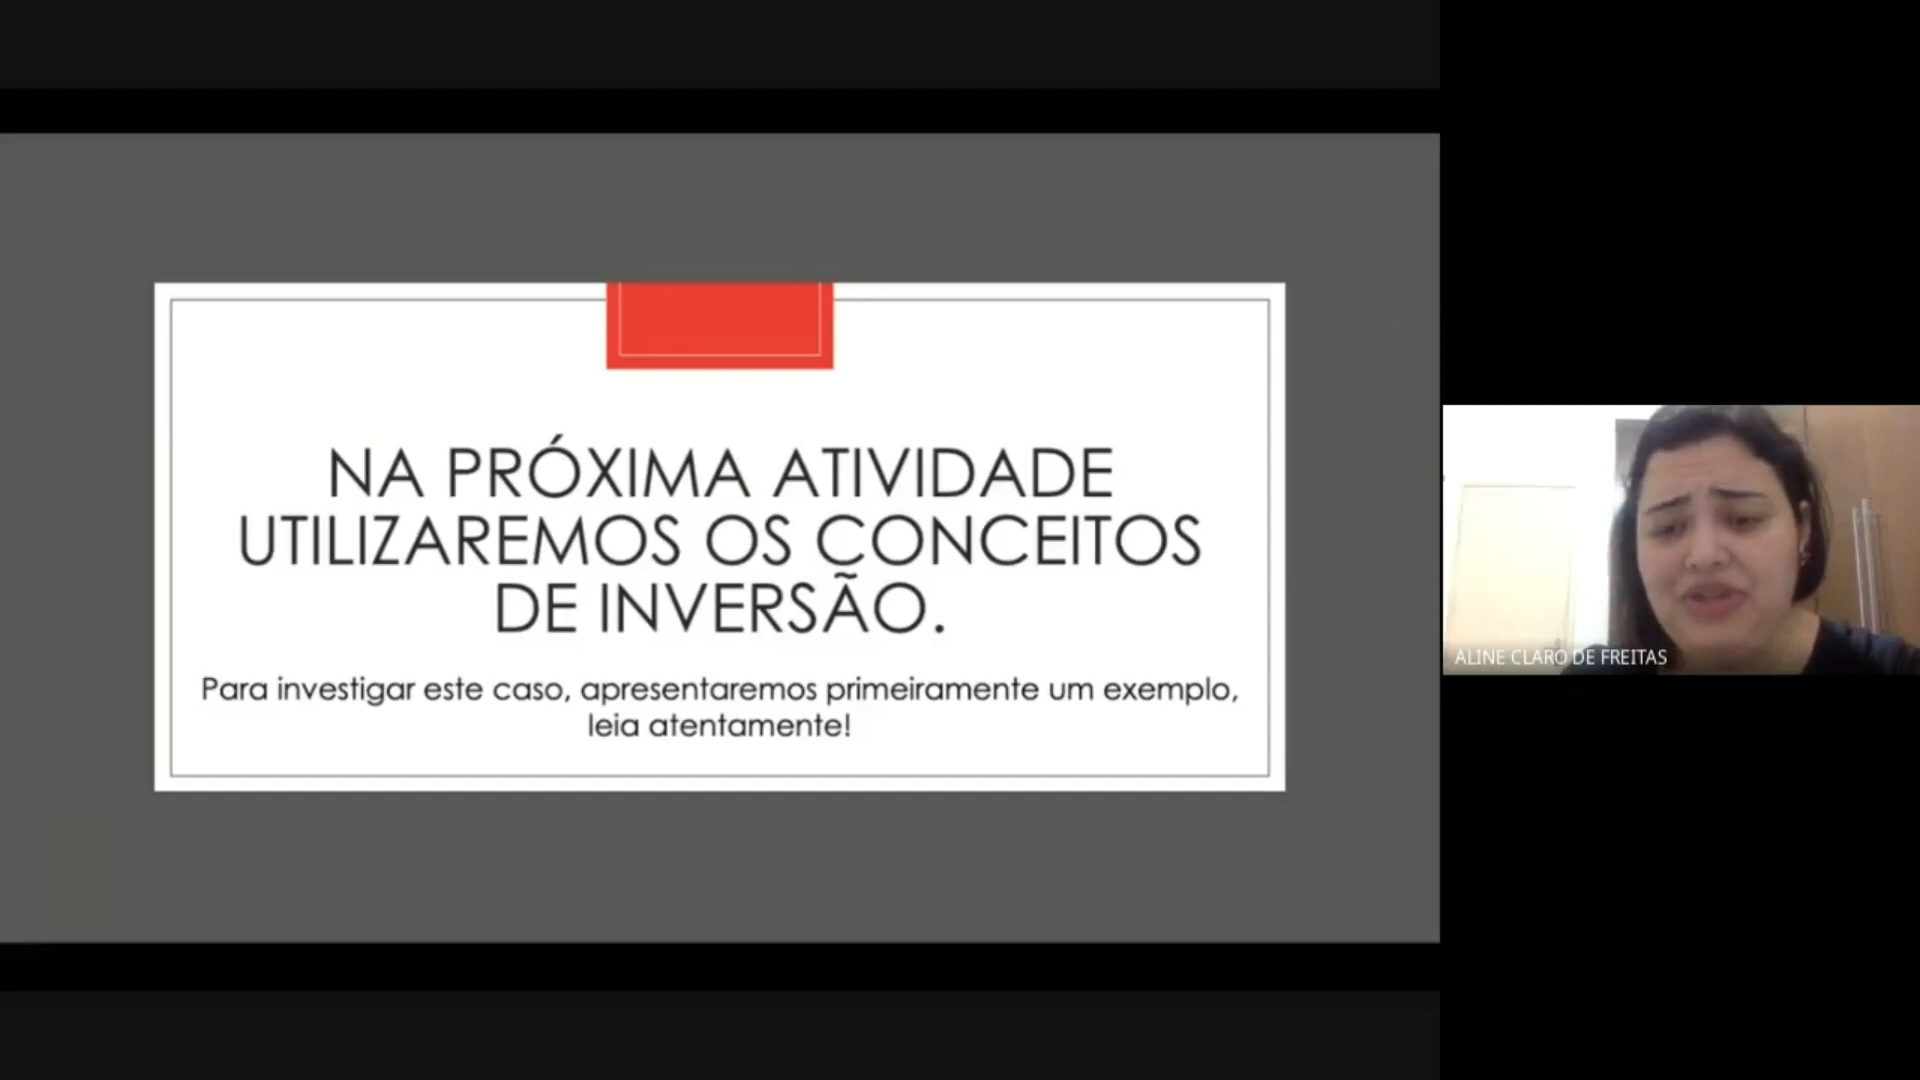 NA PRÓXIMA ATIVIDADE
UTILIZAREMOS OS CONCEITOS
DE INVERSÃO.
Para investigar este caso, apresentaremos primeiramente um exemplo,
leia atentamente!
ALINE CLARO DE FREITAS